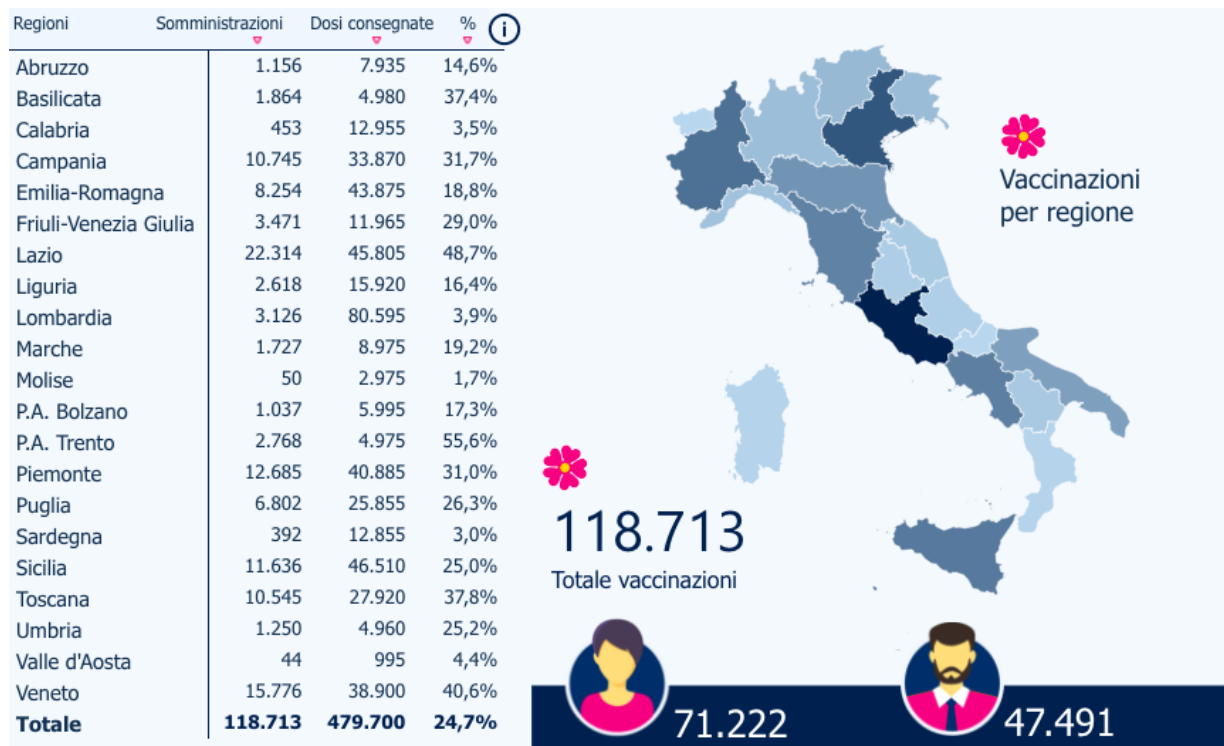 Regioni Somministrazioni Dosi consegnate % i
Abruzzo 1.156 7.935 14,6%
Basilicata 1.864 4.980 37,4%
Calabria 453 12.955 3,5%
Campania 10.745 33.870 31,7%
Emilia-Romagna 8.254 43.875 18,8%
Friuli-Venezia Giulia 3.471 11.965 29,0%
Lazio 22.314 45.805 48,7%
Liguria 2.618 15.920 16,4%
Lombardia 3.126 80.595 3,9%
Marche 1.727 8.975 19,2%
Molise 50 2.975 1,7%
P.A. Bolzano 1.037 5.995 17,3%
P.A. Trento 2.768 4.975 55,6%
Piemonte 12.685 40.885 31,0%
Puglia 6.802 25.855 26,3%
Sardegna 392 12.855 3,0%
Sicilia 11.636 46.510 25,0%
Toscana 10.545 27.920 37,8%
Umbria 1.250 4.960 25,2%
Valle d'Aosta 44 995 4,4%
Veneto 15.776 38.900 40,6%
Totale 118.713 479.700 24,7%
Vaccinazioni
per regione
118.713
Totale vaccinazioni
71.222
47.491